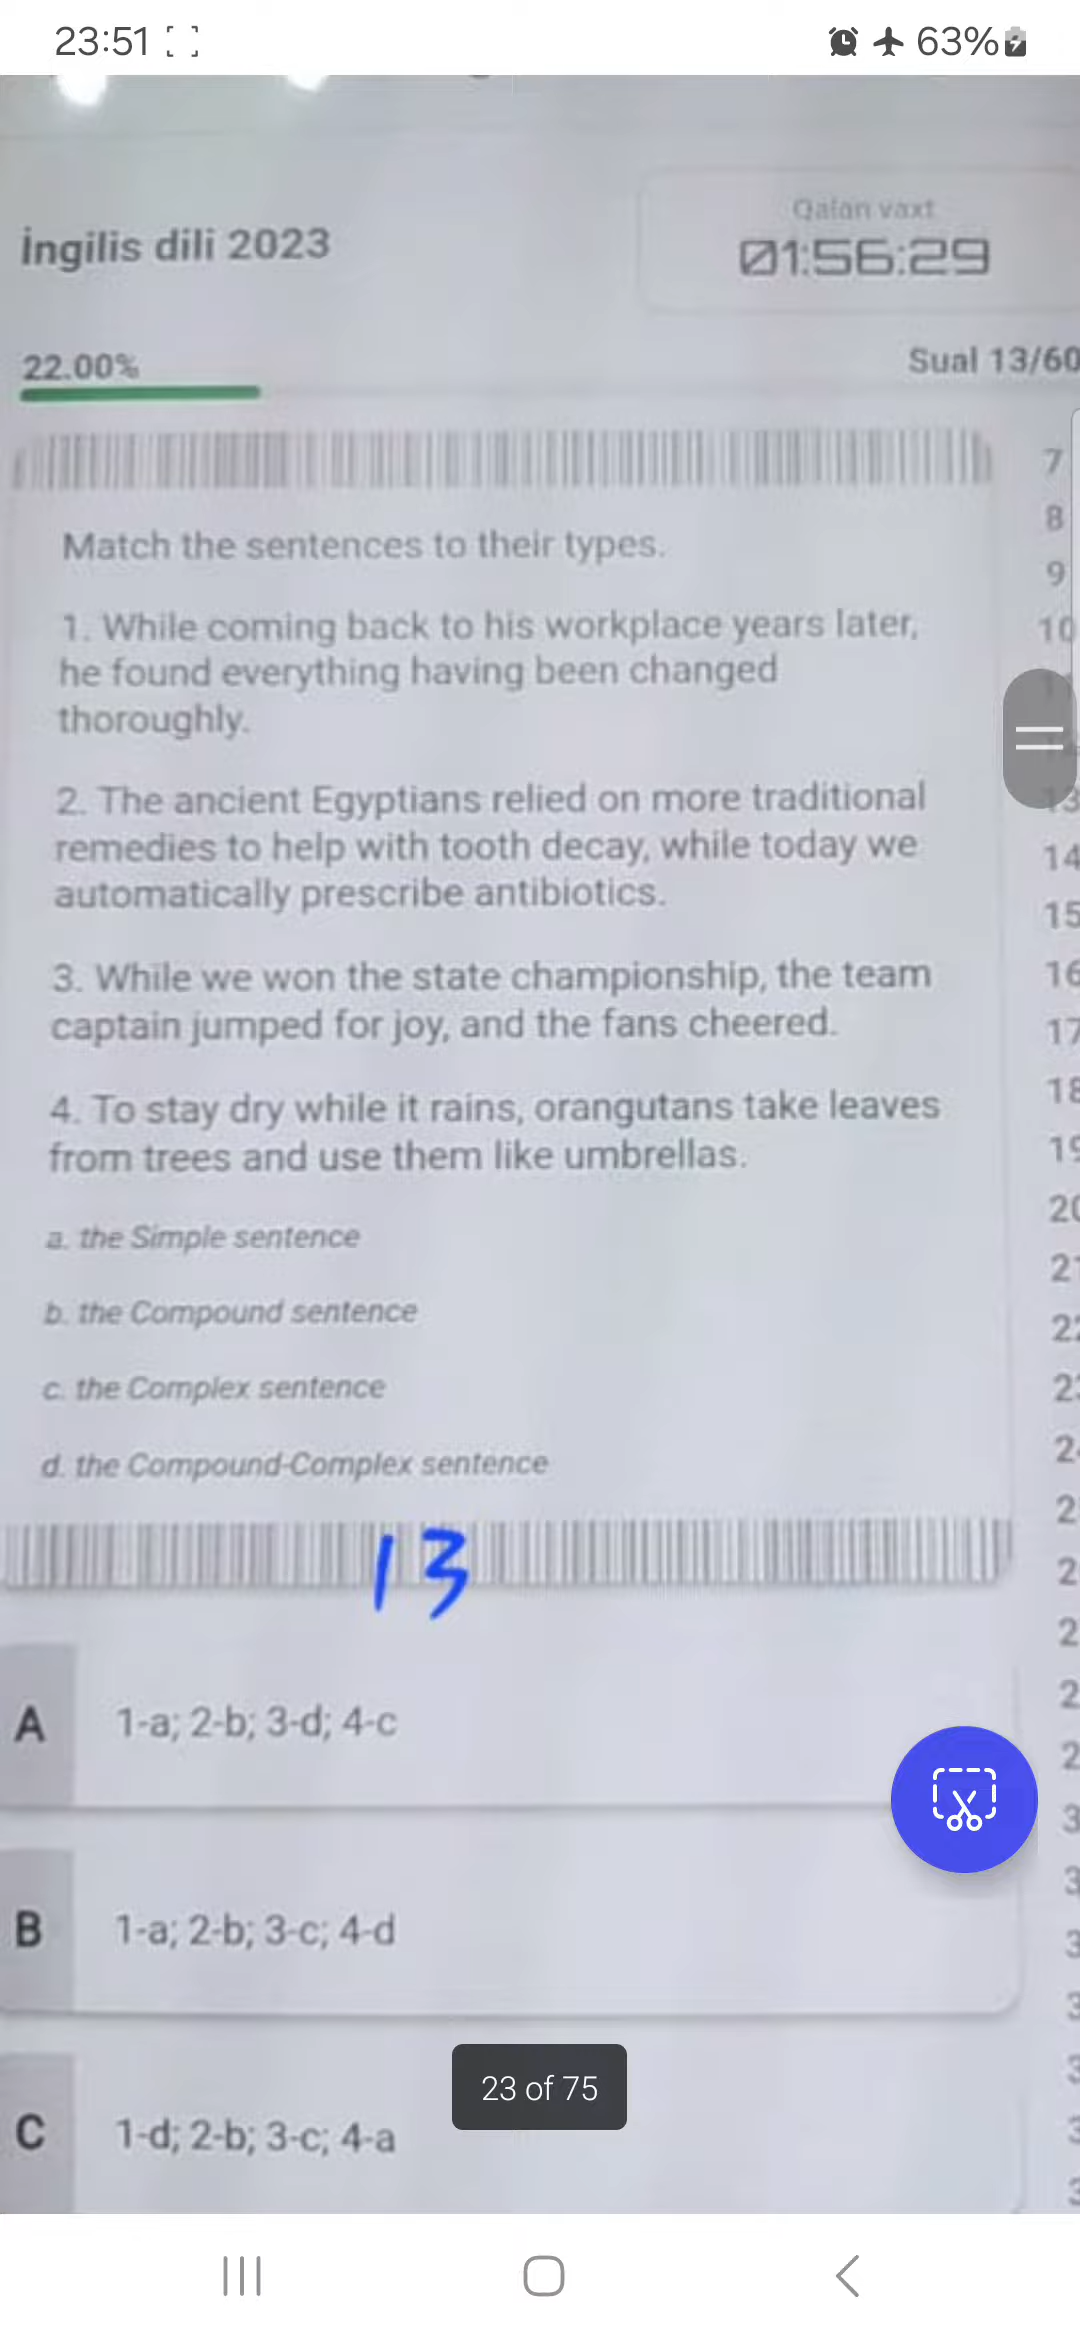 23:51
63%
İngilis dili 2023
Qalan vaxt
01:56:29
22.00%
Sual 13/60
7
8
9
10
Match the sentences to their types.
1. While coming back to his workplace years later,
he found everything having been changed
thoroughly.
2. The ancient Egyptians relied on more traditional
remedies to help with tooth decay, while today we
automatically prescribe antibiotics.
13
14
15
3. While we won the state championship, the team
captain jumped for joy, and the fans cheered.
16
17
4. To stay dry while it rains, orangutans take leaves
from trees and use them like umbrellas.
18
19
20
a. the Simple sentence
b. the Compound sentence
c. the Complex sentence
d. the Compound-Complex sentence
13
A 1-a; 2-b; 3-d; 4-c
B 1-a; 2-b; 3-c; 4-d
23 of 75
C 1-d; 2-b; 3-c; 4-a